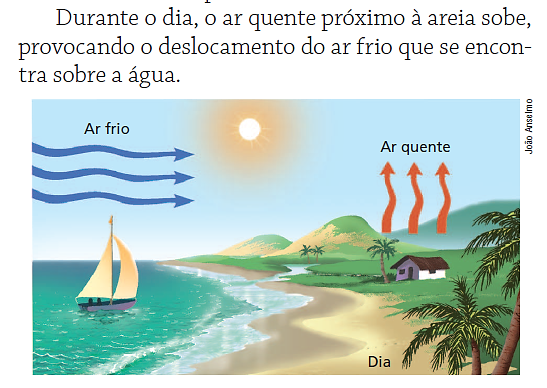 Durante o dia, o ar quente próximo à areia sobe,
provocando o deslocamento do ar frio que se encon-
tra sobre a água.
Ar frio
Ar quente
João Anselmo
Dia